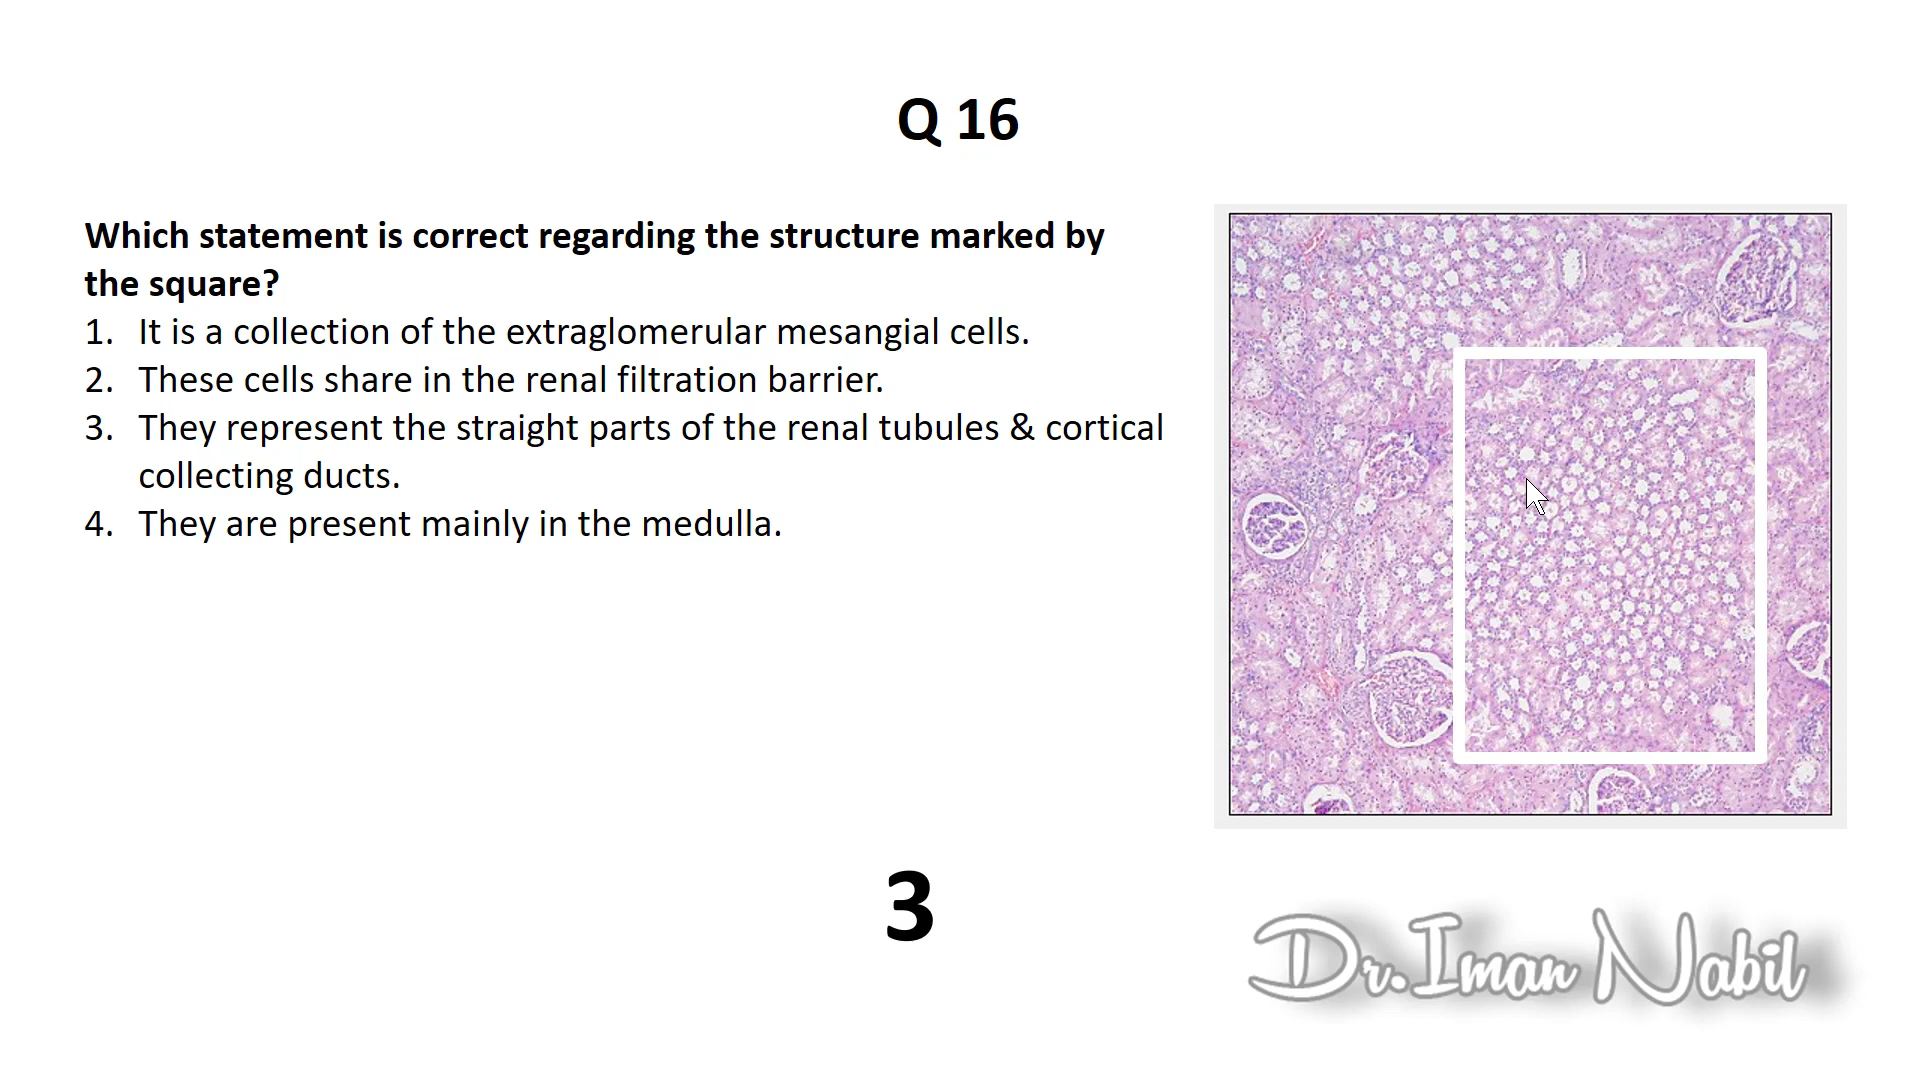 Q 16
Which statement is correct regarding the structure marked by
the square?
1. It is a collection of the extraglomerular mesangial cells.
2. These cells share in the renal filtration barrier.
3. They represent the straight parts of the renal tubules & cortical
collecting ducts.
4. They are present mainly in the medulla.
3
Dr.Iman Nabil